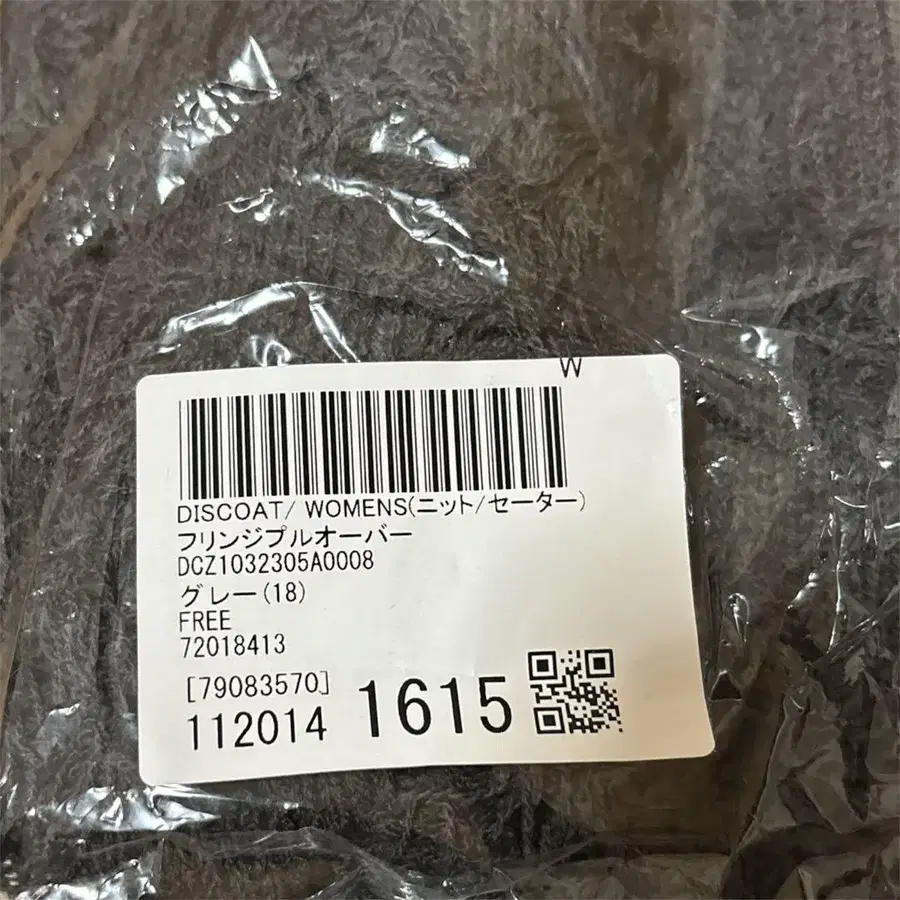 W
DISCOAT/ WOMENS(ニット/セーター)
フリンジプルオーバー
DCZ1032305A0008
グレー(18)
FREE
72018413
[79083570]
112014 1615